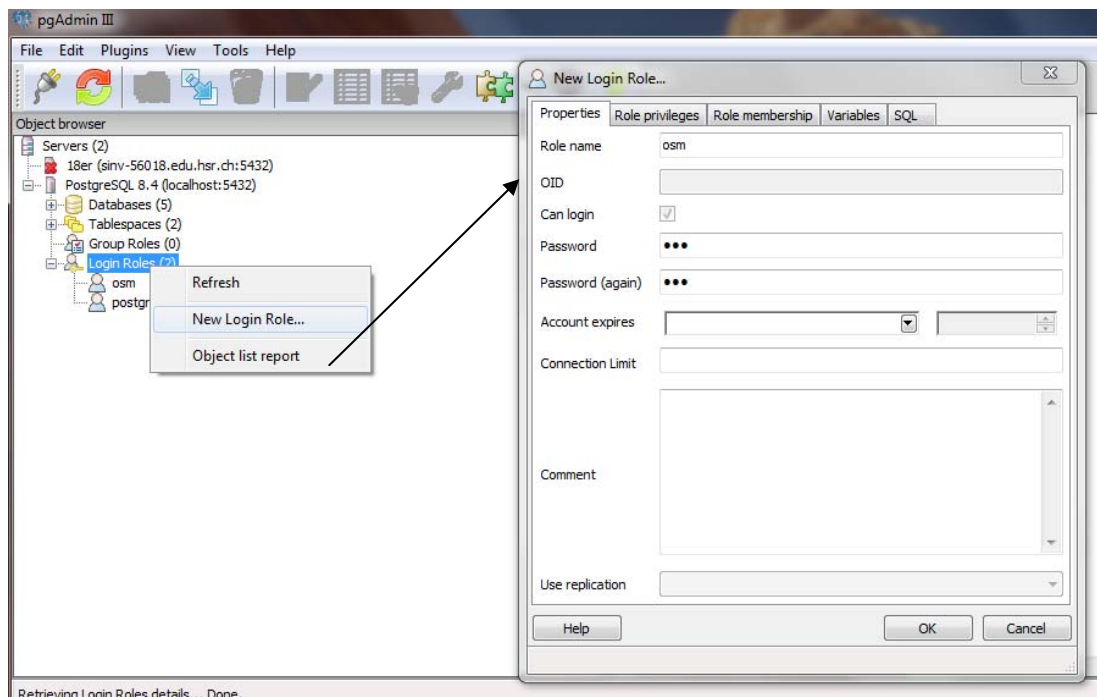 pgAdmin III
File Edit Plugins View Tools Help
Object browser
Servers (2)
18er (sinv-56018.edu.hsr.ch:5432)
PostgreSQL 8.4 (localhost:5432)
Databases (5)
Tablespaces (2)
Group Roles (0)
Login Roles (2)
osm
postgr
Refresh
New Login Role...
Object list report
New Login Role...
Properties Role privileges Role membership Variables SQL
Role name osm
OID
Can login
Password •••
Password (again) •••
Account expires
Connection Limit
Comment
Use replication
Help OK Cancel
Retrieving Login Roles details... Done.